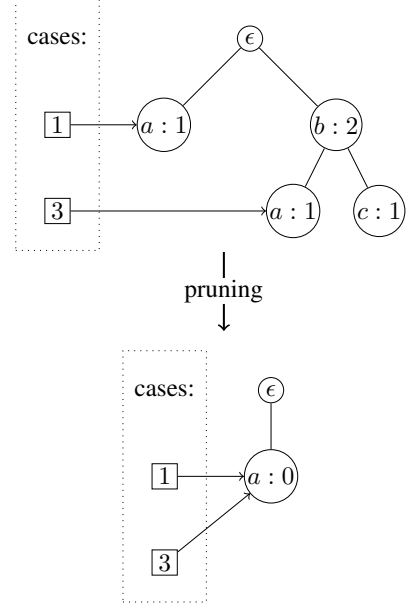 cases:
ϵ
1
a : 1
b : 2
3
a : 1
c : 1
pruning
cases:
ϵ
1
a : 0
3